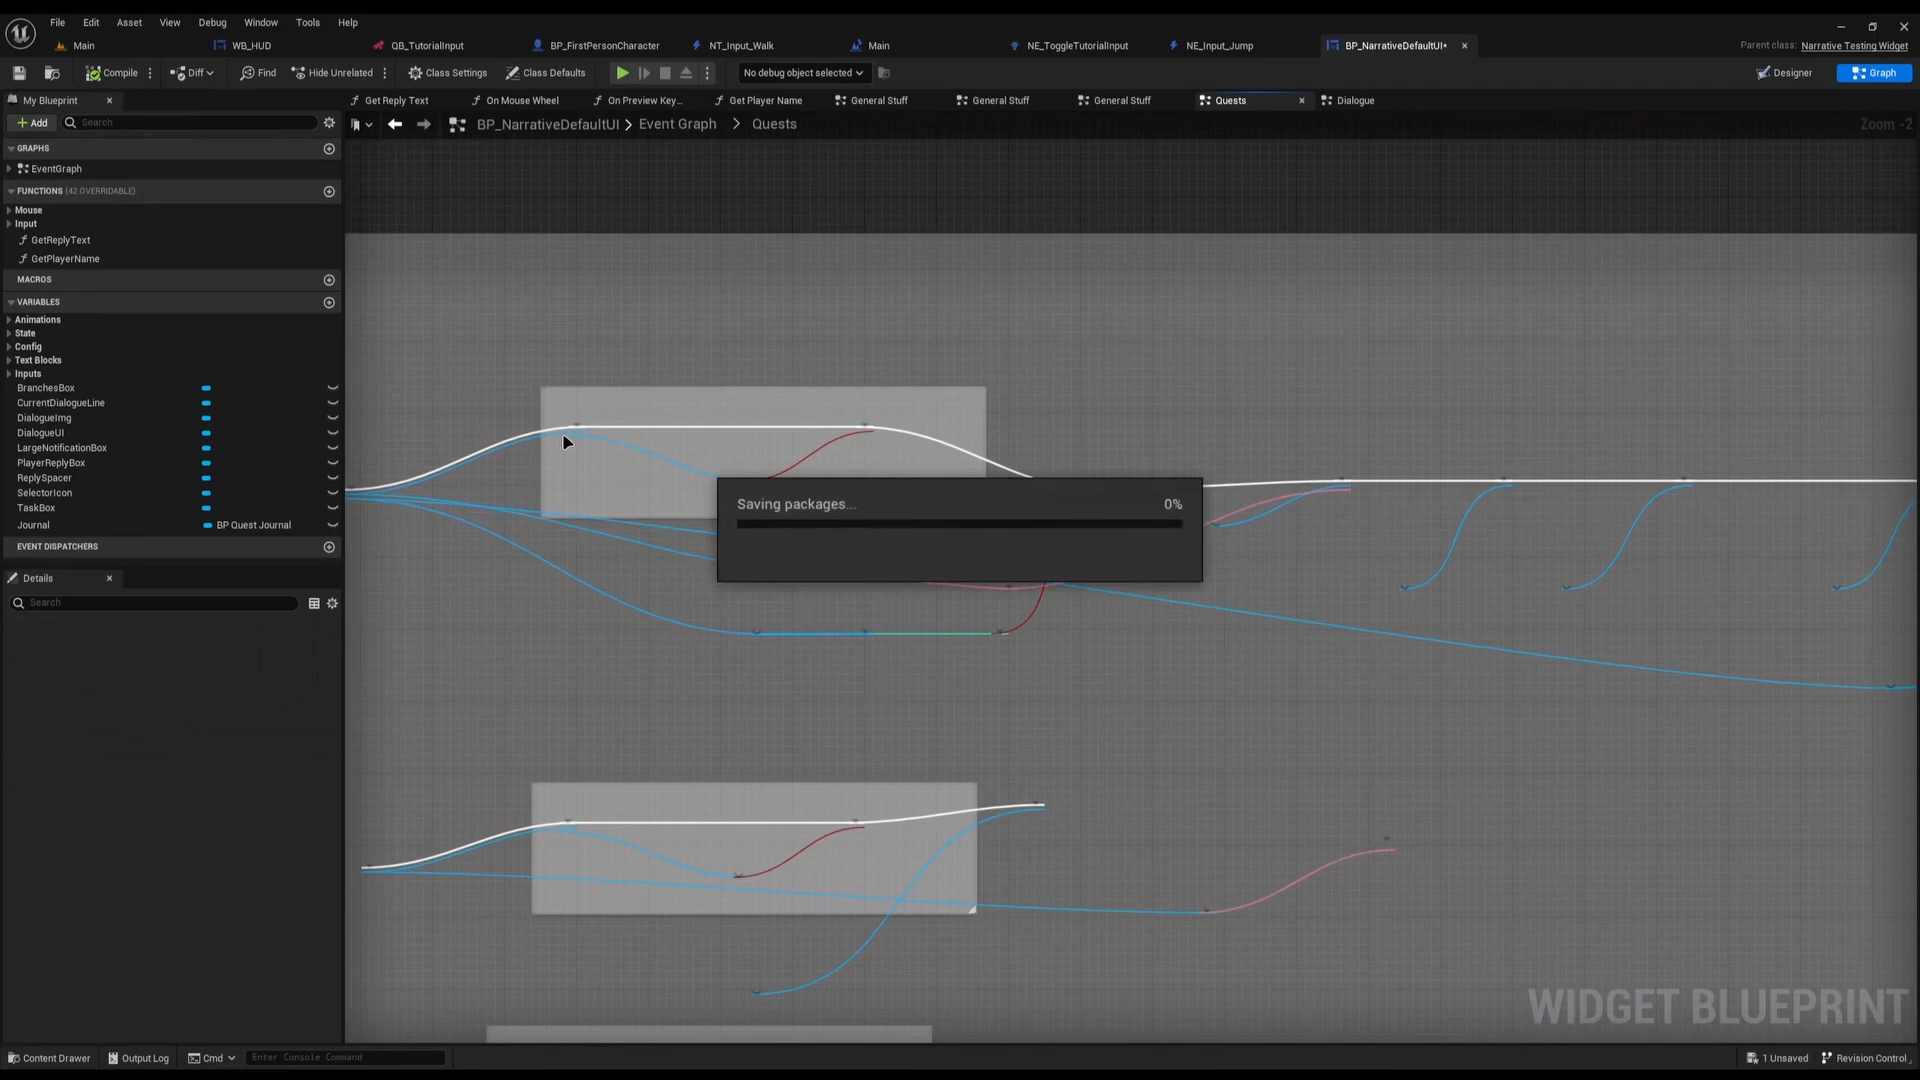 File Edit Asset View Debug Window Tools Help
Main WB_HUD QB_TutorialInput BP_FirstPersonCharacter NT_Input_Walk Main NE_ToggleTutorialInput NE_Input_Jump BP_NarrativeDefaultUI* Parent class: Narrative Testing Widget
Compile Diff Find Hide Unrelated Class Settings Class Defaults No debug object selected Designer Graph
My Blueprint Get Reply Text On Mouse Wheel On Preview Key... Get Player Name General Stuff General Stuff General Stuff Quests Dialogue
Add Search BP_NarrativeDefaultUI > Event Graph > Quests Zoom -2
GRAPHS
EventGraph
FUNCTIONS (42 OVERRIDABLE)
Mouse
Input
GetReplyText
GetPlayerName
MACROS
VARIABLES
Animations
State
Config
Text Blocks
Inputs
BranchesBox
CurrentDialogueLine
DialogueImg
DialogueUI
LargeNotificationBox
PlayerReplyBox
ReplySpacer
SelectorIcon
TaskBox
Journal BP Quest Journal
EVENT DISPATCHERS
Details
Search
Saving packages... 0%
WIDGET BLUEPRINT
Content Drawer Output Log Cmd Enter Console Command 1 Unsaved Revision Control